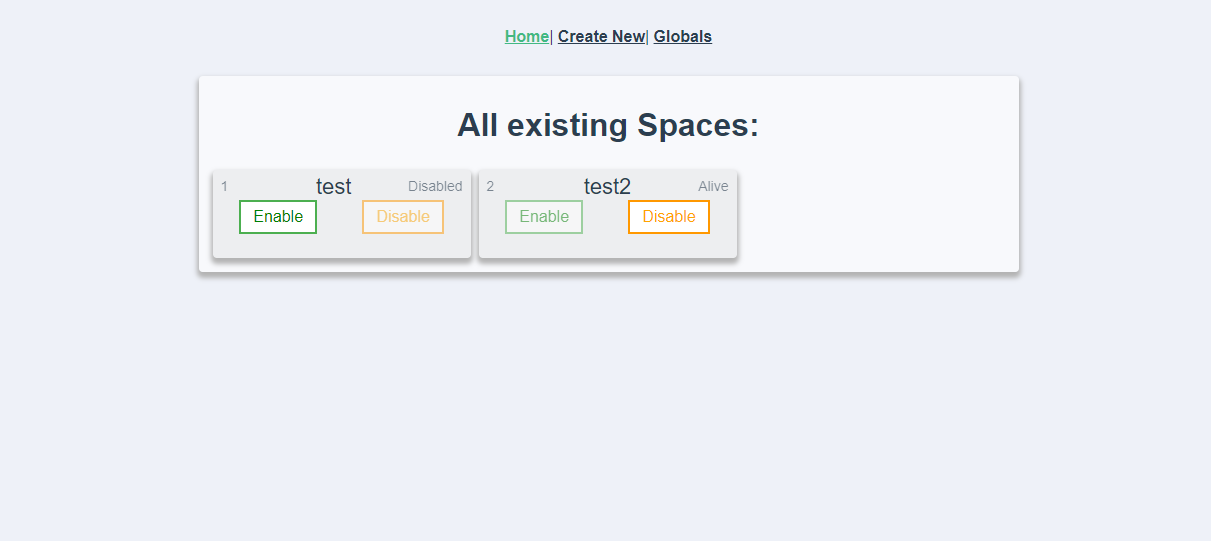 Home| Create New| Globals
All existing Spaces:
1 test Disabled
Enable Disable
2 test2 Alive
Enable Disable